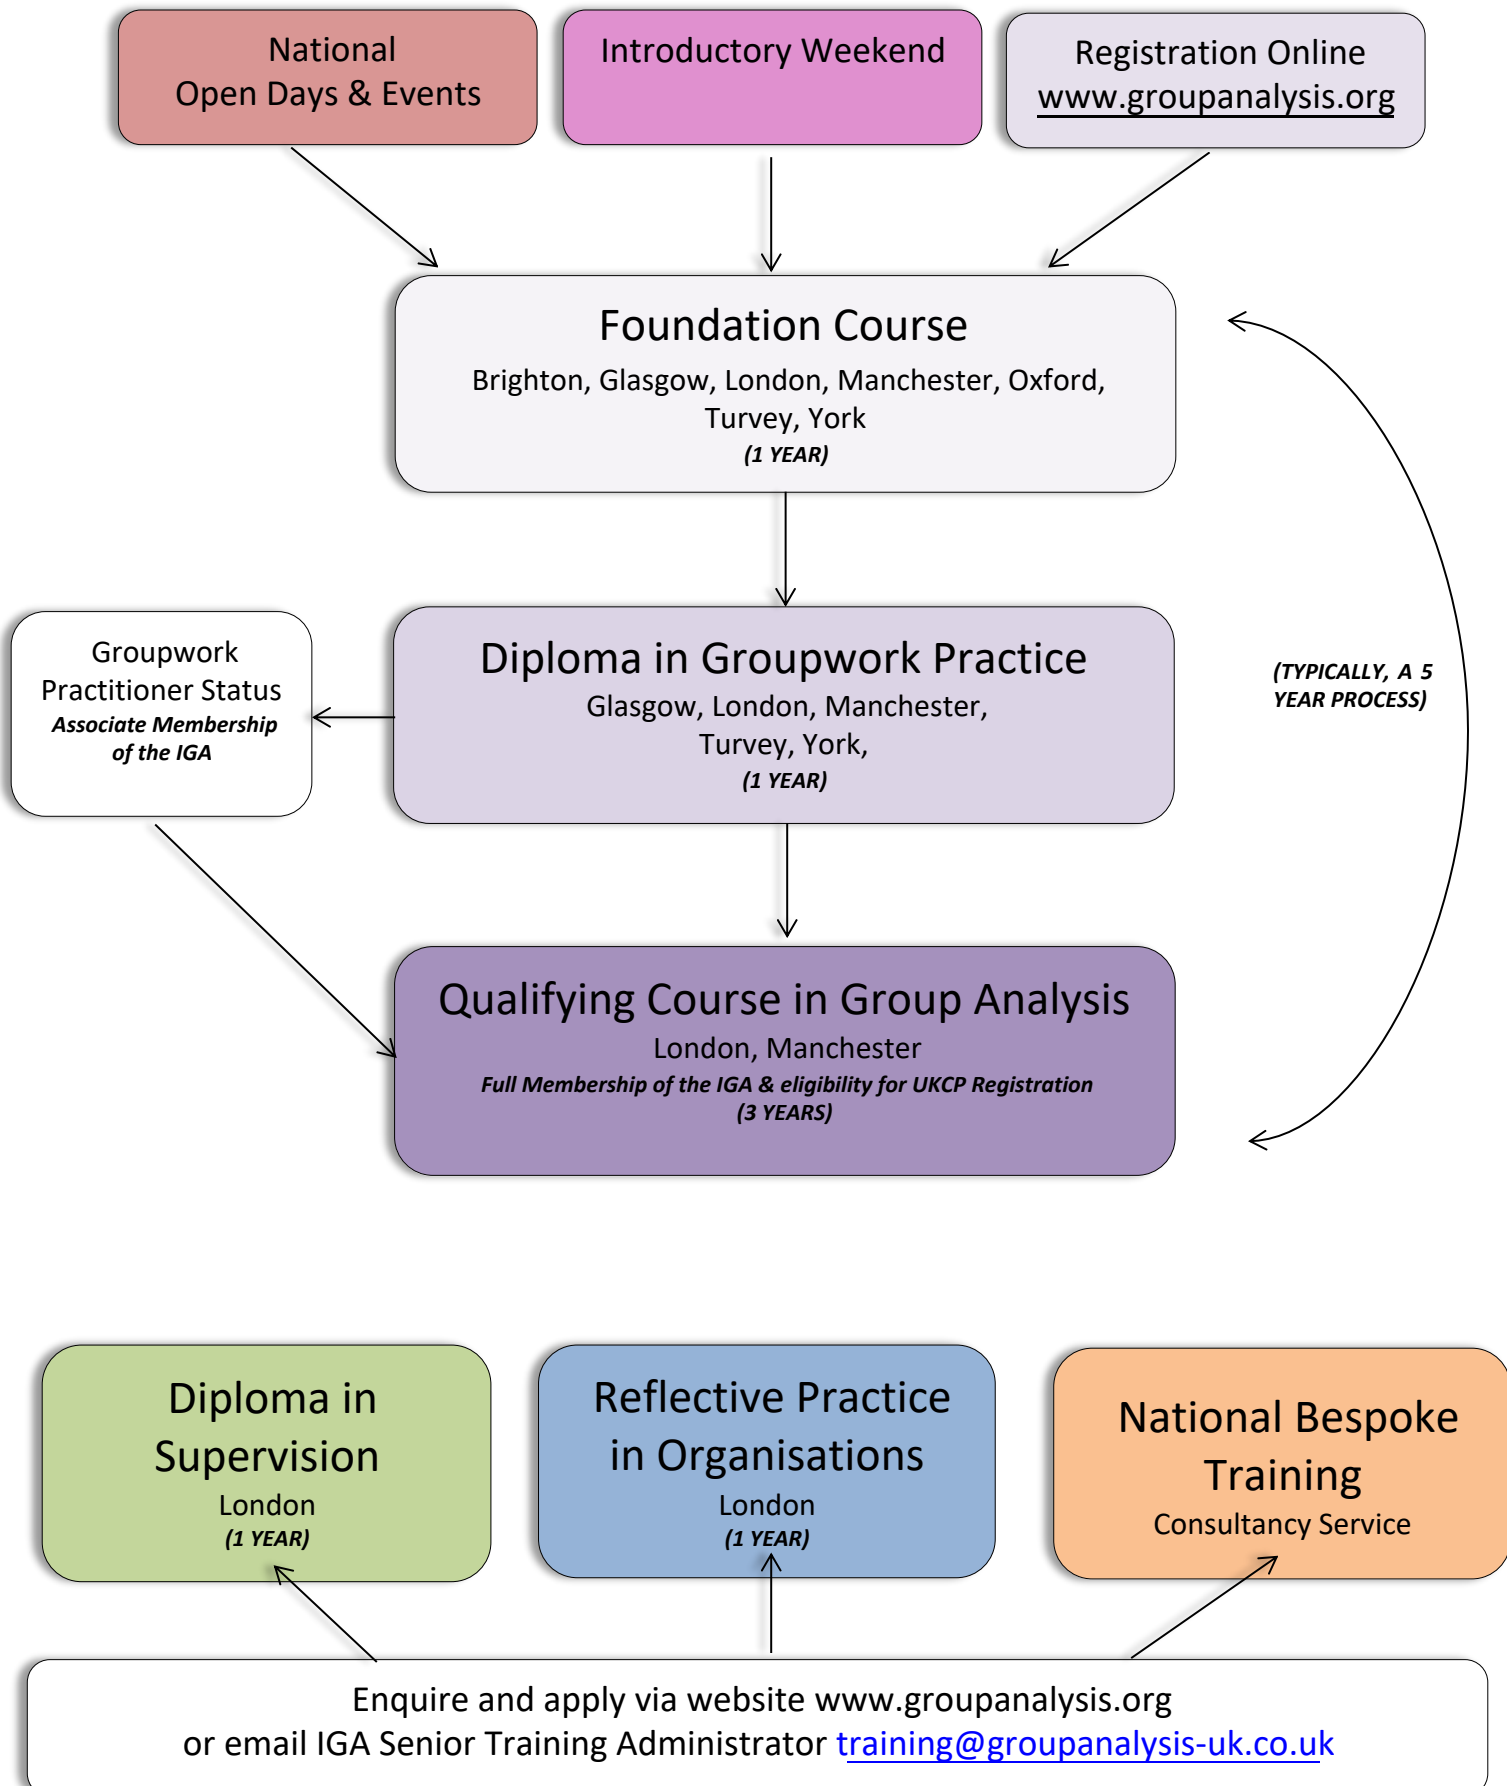 National
Open Days & Events
Introductory Weekend
Registration Online
www.groupanalysis.org
Foundation Course
Brighton, Glasgow, London, Manchester, Oxford,
Turvey, York
(1 YEAR)
Groupwork
Practitioner Status
Associate Membership
of the IGA
Diploma in Groupwork Practice
Glasgow, London, Manchester,
Turvey, York,
(1 YEAR)
(TYPICALLY, A 5
YEAR PROCESS)
Qualifying Course in Group Analysis
London, Manchester
Full Membership of the IGA & eligibility for UKCP Registration
(3 YEARS)
Diploma in
Supervision
London
(1 YEAR)
Reflective Practice
in Organisations
London
(1 YEAR)
National Bespoke
Training
Consultancy Service
Enquire and apply via website www.groupanalysis.org
or email IGA Senior Training Administrator training@groupanalysis-uk.co.uk